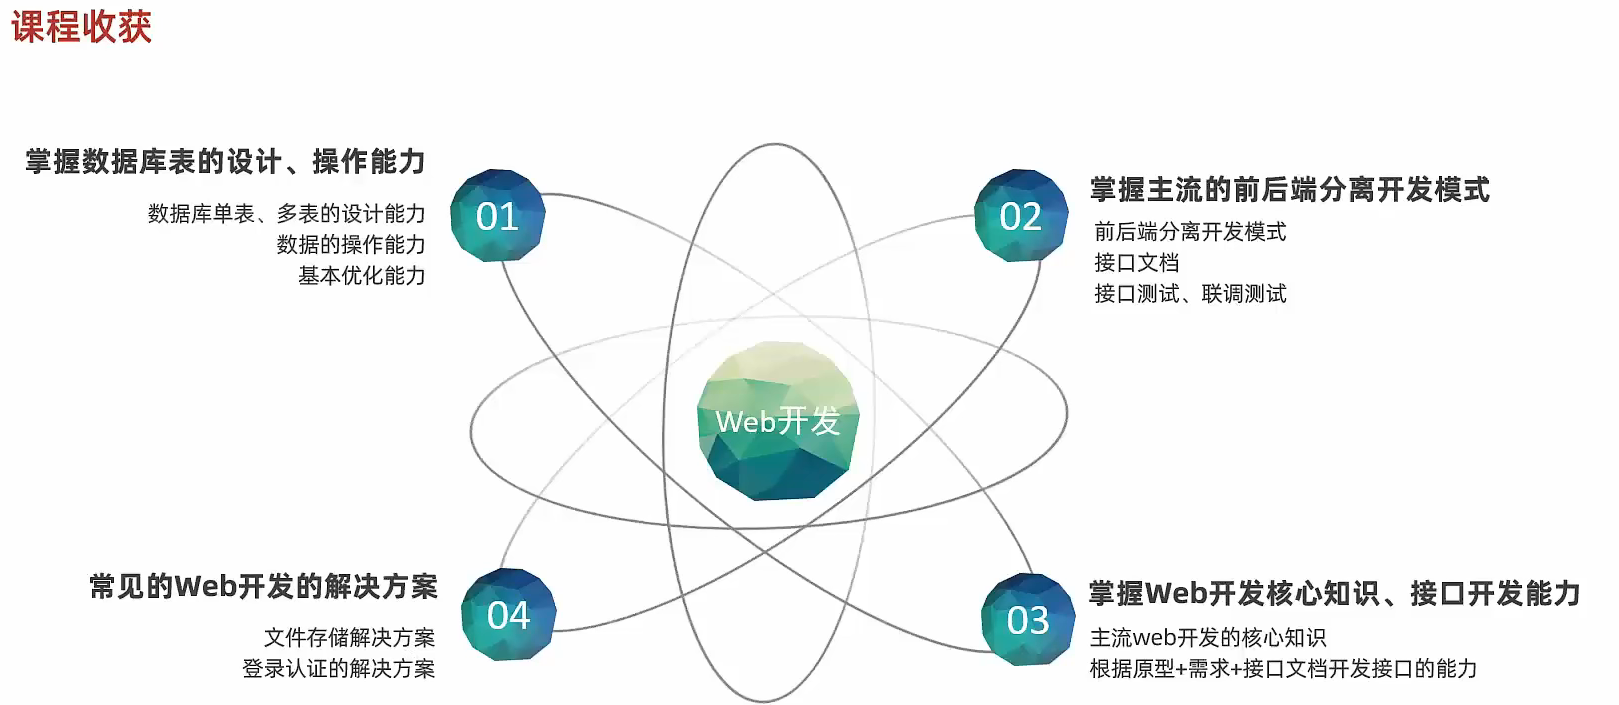 课程收获
掌握数据库表的设计、操作能力
01
数据库单表、多表的设计能力
数据的操作能力
基本优化能力
02
掌握主流的前后端分离开发模式
前后端分离开发模式
接口文档
接口测试、联调测试
Web开发
常见的Web开发的解决方案
04
文件存储解决方案
登录认证的解决方案
03
掌握Web开发核心知识、接口开发能力
主流web开发的核心知识
根据原型+需求+接口文档开发接口的能力